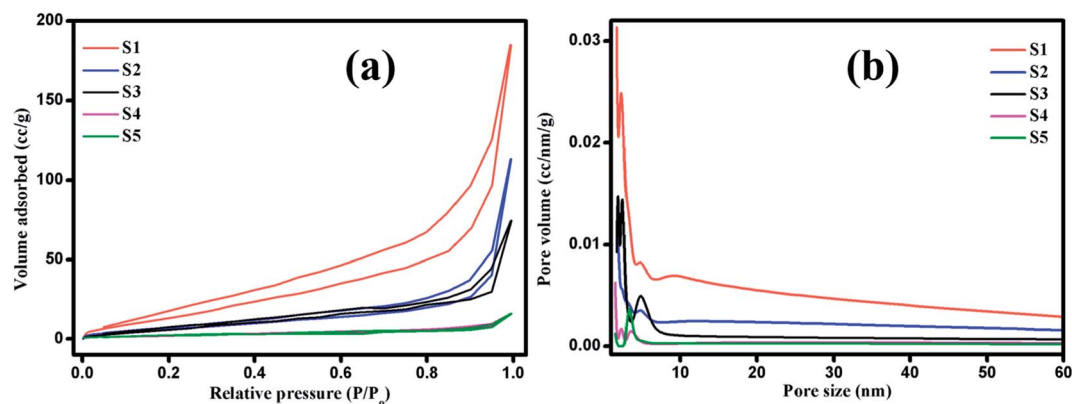 (a)
S1
S2
S3
S4
S5
200
150
100
50
0
0.0 0.2 0.4 0.6 0.8 1.0
Volume adsorbed (cc/g)
Relative pressure (P/Po)
(b)
S1
S2
S3
S4
S5
0.03
0.02
0.01
0.00
10 20 30 40 50 60
Pore volume (cc/nm/g)
Pore size (nm)